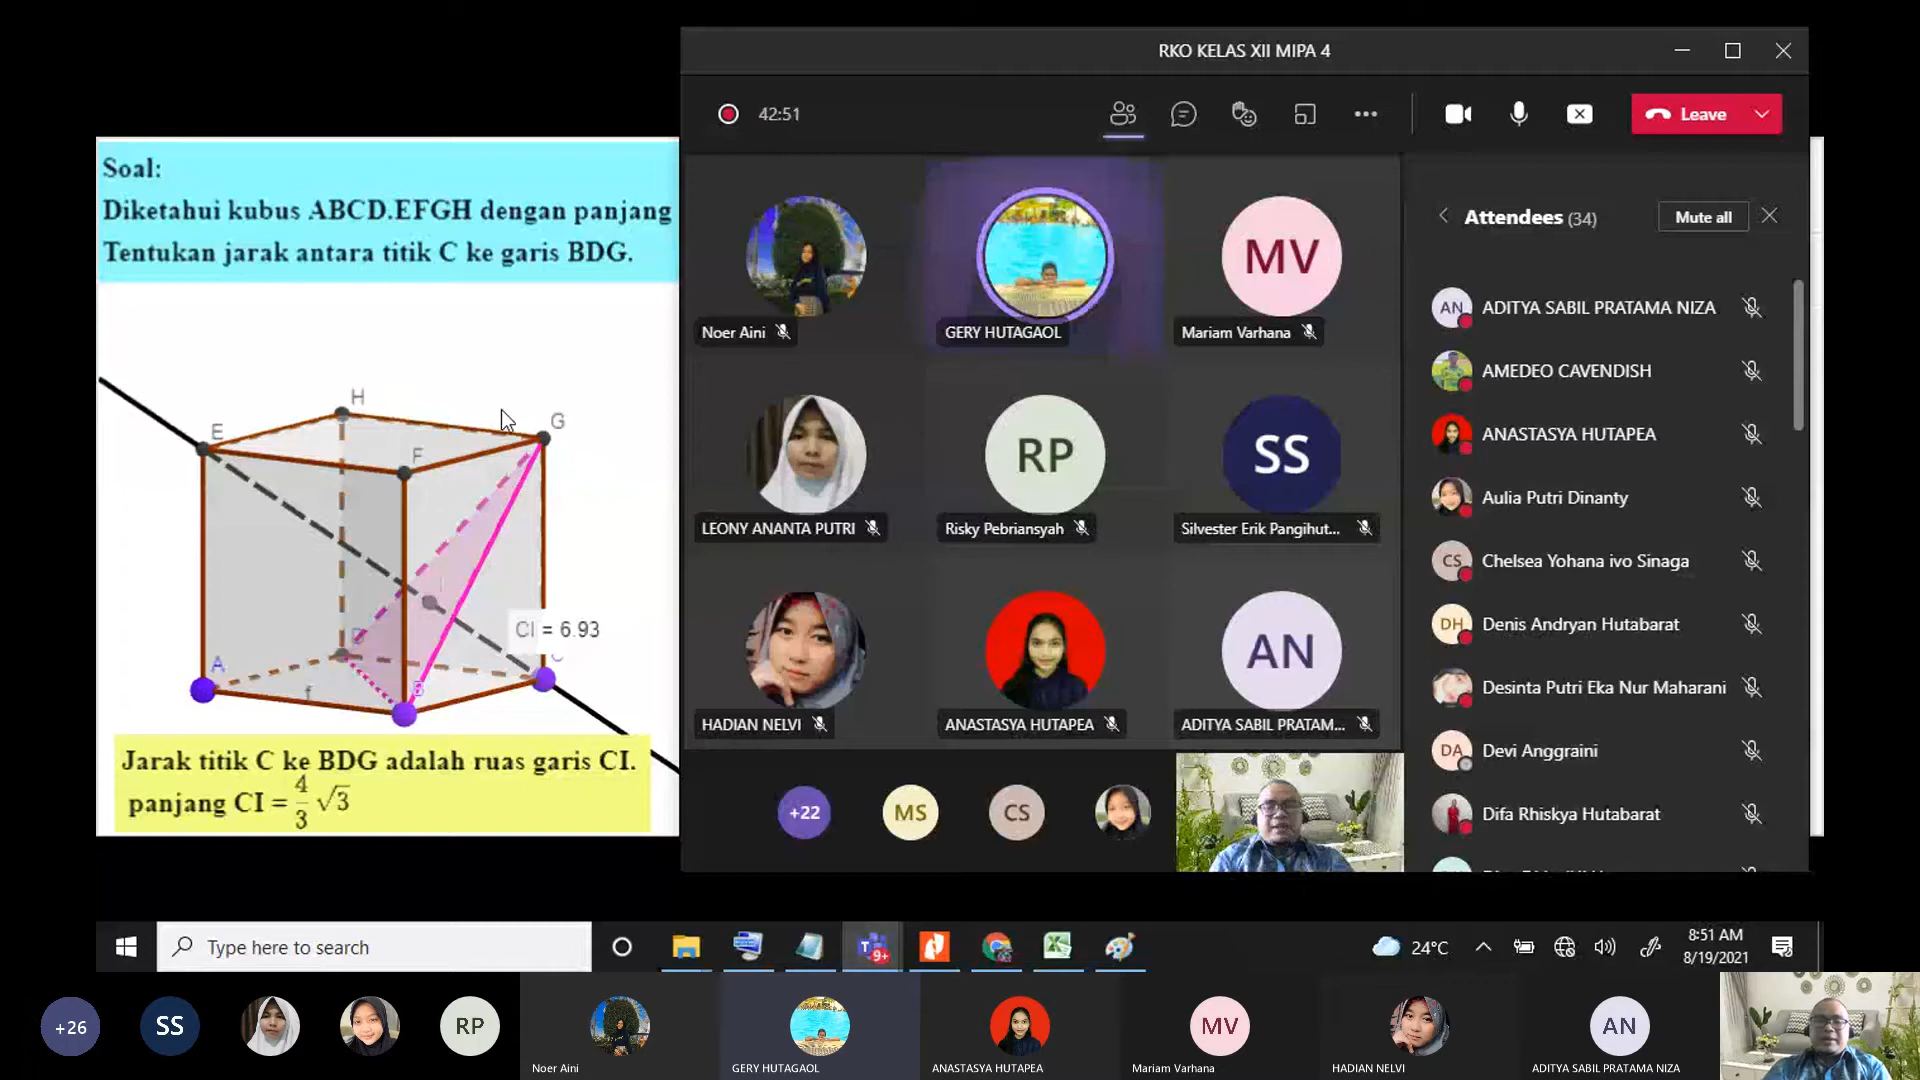 RKO KELAS XII MIPA 4
42:51
Leave
Soal:
Diketahui kubus ABCD.EFGH dengan panjang
Tentukan jarak antara titik C ke garis BDG.
H
E
G
F
CI = 6.93
A
B
f
Jarak titik C ke BDG adalah ruas garis CI.
panjang CI = 4/3 √3
Noer Aini
GERY HUTAGAOL
MV
Mariam Varhana
LEONY ANANTA PUTRI
RP
Risky Pebriansyah
SS
Silvester Erik Pangihut...
HADIAN NELVI
ANASTASYA HUTAPEA
AN
ADITYA SABIL PRATAM...
+22
MS
CS
Attendees (34)
Mute all
AN ADITYA SABIL PRATAMA NIZA
AMEDEO CAVENDISH
ANASTASYA HUTAPEA
Aulia Putri Dinanty
CS Chelsea Yohana ivo Sinaga
DH Denis Andryan Hutabarat
Desinta Putri Eka Nur Maharani
DA Devi Anggraini
Difa Rhiskya Hutabarat
Type here to search
9+
24°C
8:51 AM
8/19/2021
+26
SS
RP
Noer Aini
GERY HUTAGAOL
ANASTASYA HUTAPEA
MV
Mariam Varhana
HADIAN NELVI
AN
ADITYA SABIL PRATAMA NIZA